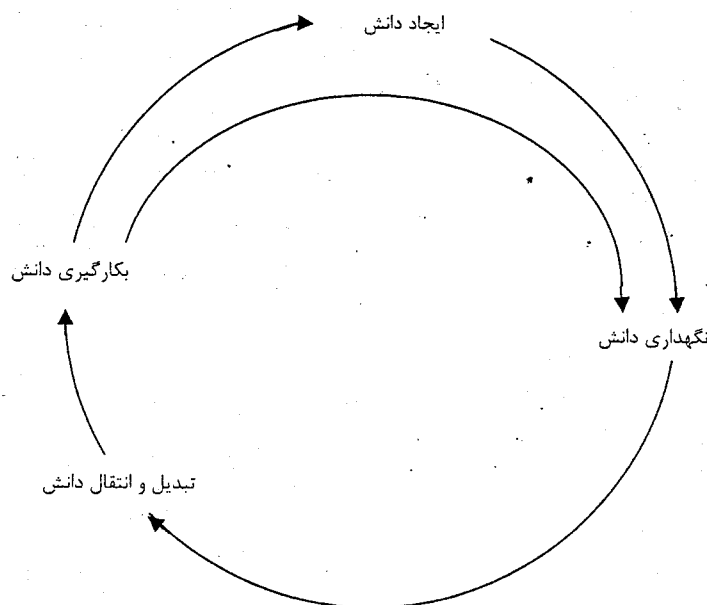 ایجاد دانش
بکارگیری دانش
نگهداری دانش
تبدیل و انتقال دانش